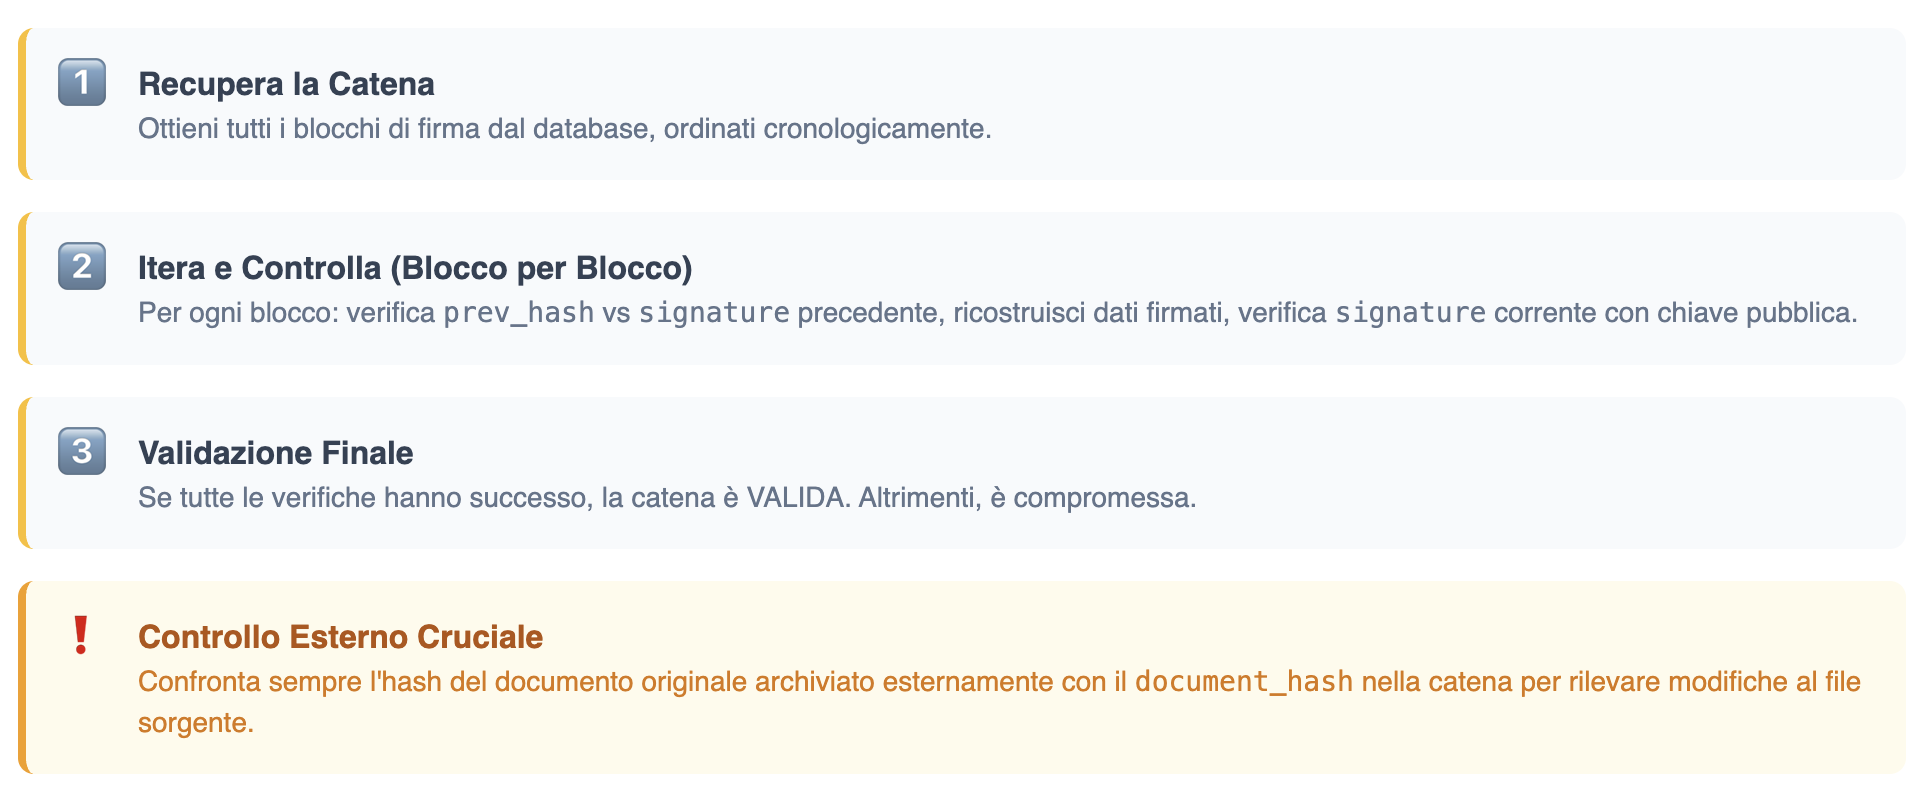 1
Recupera la Catena
Ottieni tutti i blocchi di firma dal database, ordinati cronologicamente.
2
Itera e Controlla (Blocco per Blocco)
Per ogni blocco: verifica prev_hash vs signature precedente, ricostruisci dati firmati, verifica signature corrente con chiave pubblica.
3
Validazione Finale
Se tutte le verifiche hanno successo, la catena è VALIDA. Altrimenti, è compromessa.
❗
Controllo Esterno Cruciale
Confronta sempre l'hash del documento originale archiviato esternamente con il document_hash nella catena per rilevare modifiche al file
sorgente.